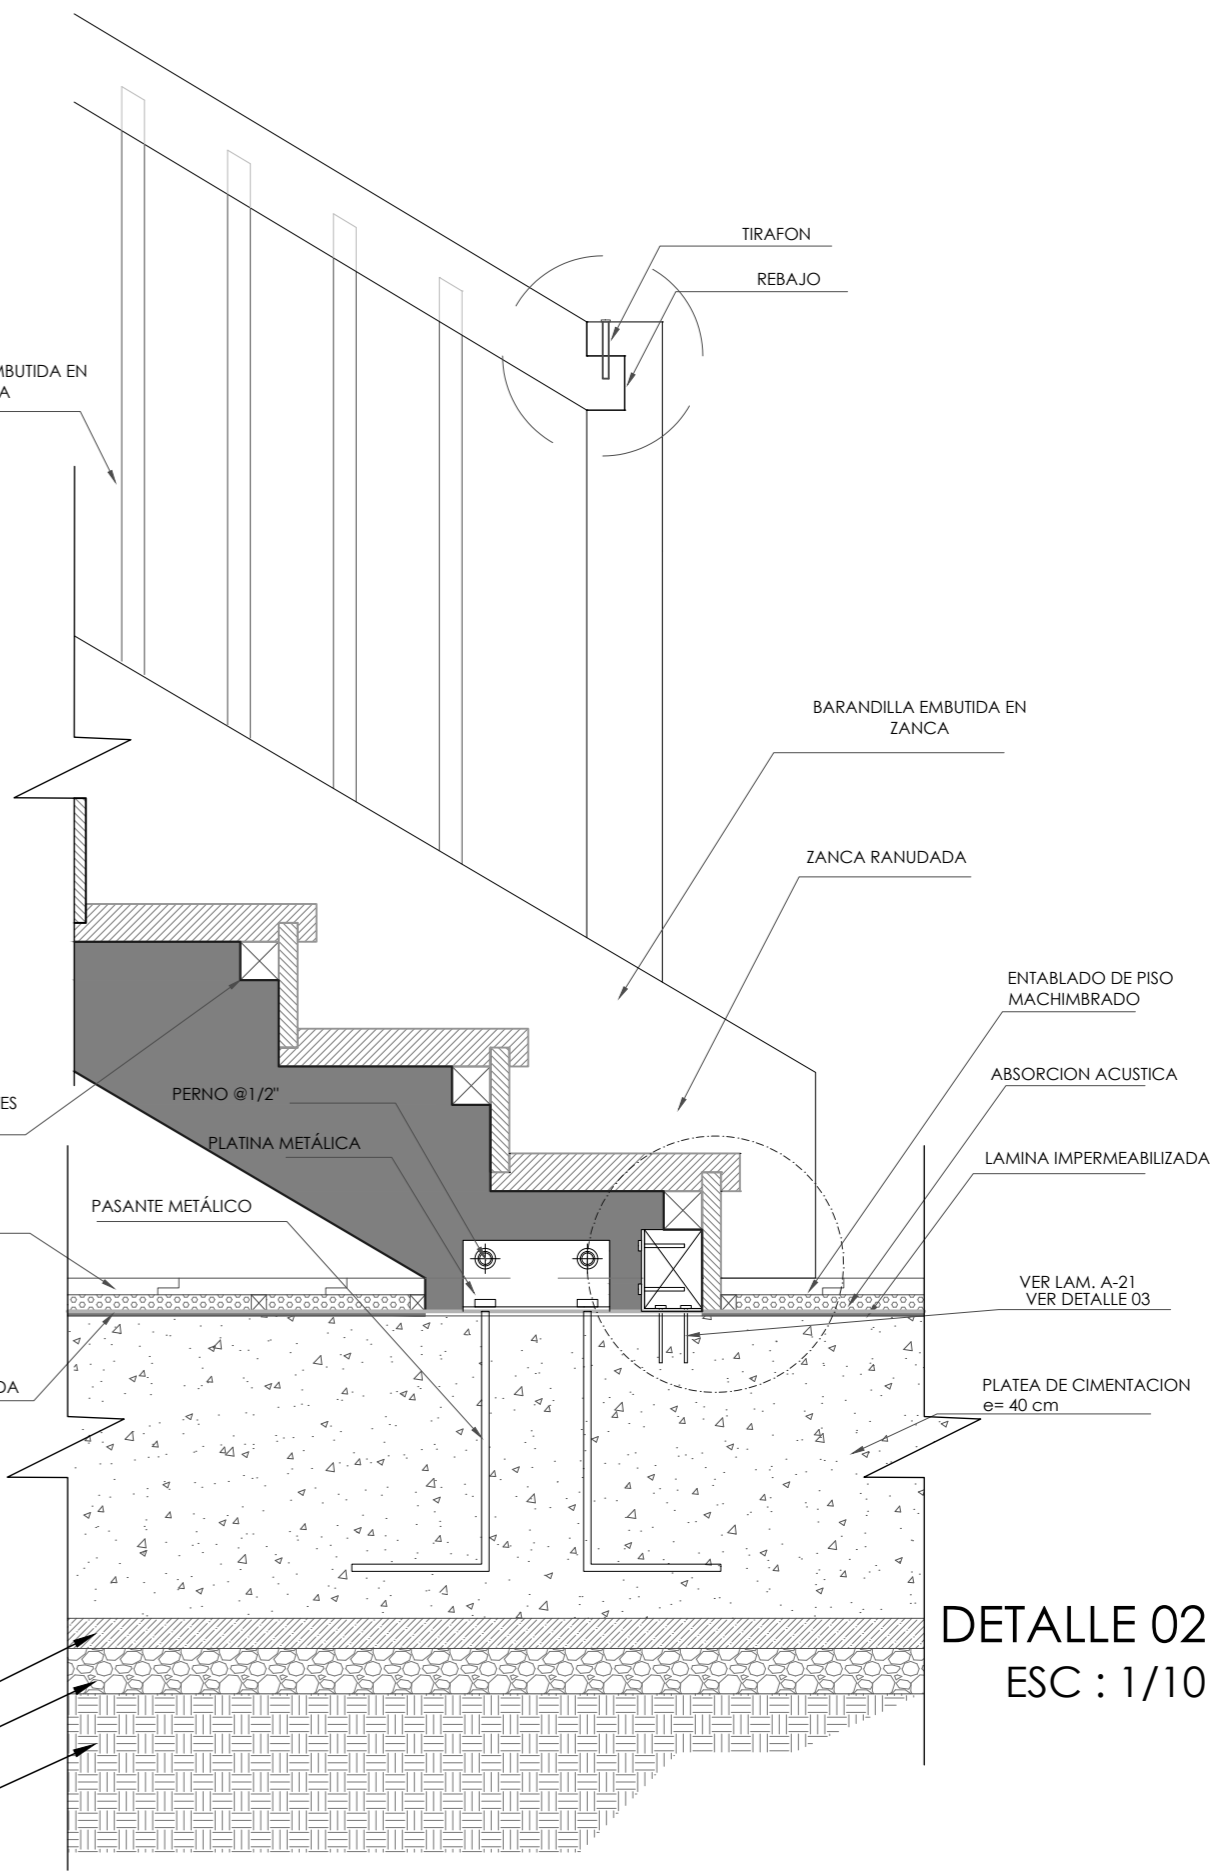 TIRAFON
REBAJO
MBUTIDA EN
A
BARANDILLA EMBUTIDA EN
ZANCA
ZANCA RANUDADA
ENTABLADO DE PISO
MACHIMBRADO
ABSORCION ACUSTICA
ES
PERNO @1/2"
PLATINA METÁLICA
LAMINA IMPERMEABILIZADA
PASANTE METÁLICO
VER LAM. A-21
VER DETALLE 03
DA
PLATEA DE CIMENTACION
e= 40 cm
DETALLE 02
ESC : 1/10